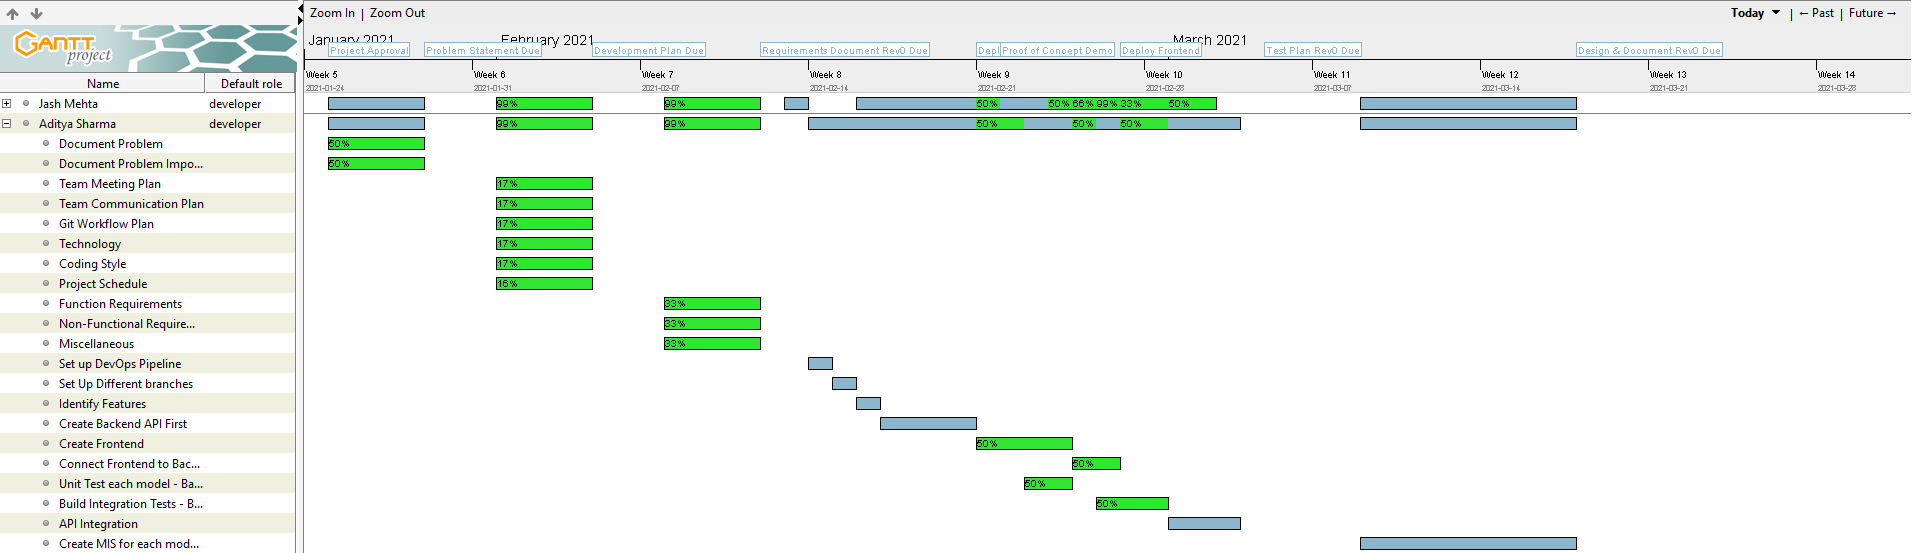 Zoom In | Zoom Out
Today | ← Past | Future →
GANTT project
January 2021 February 2021 March 2021
Project Approval Problem Statement Due Development Plan Due Requirements Document Rev0 Due Depl Proof of Concept Demo Deploy Frontend Test Plan Rev0 Due Design & Document Rev0 Due
Name Default role
Week 5 Week 6 Week 7 Week 8 Week 9 Week 10 Week 11 Week 12 Week 13 Week 14
2021-01-24 2021-01-31 2021-02-07 2021-02-14 2021-02-21 2021-02-28 2021-03-07 2021-03-14 2021-03-21 2021-03-28
Jash Mehta developer 99% 99% 50% 50% 66% 99% 33% 50%
Aditya Sharma developer 99% 99% 50% 50% 50%
Document Problem 50%
Document Problem Impo... 50%
Team Meeting Plan 17%
Team Communication Plan 17%
Git Workflow Plan 17%
Technology 17%
Coding Style 17%
Project Schedule 16%
Function Requirements 33%
Non-Functional Require... 33%
Miscellaneous 33%
Set up DevOps Pipeline
Set Up Different branches
Identify Features
Create Backend API First
Create Frontend 50%
Connect Frontend to Bac... 50%
Unit Test each model - Ba... 50%
Build Integration Tests - B... 50%
API Integration
Create MIS for each mod...